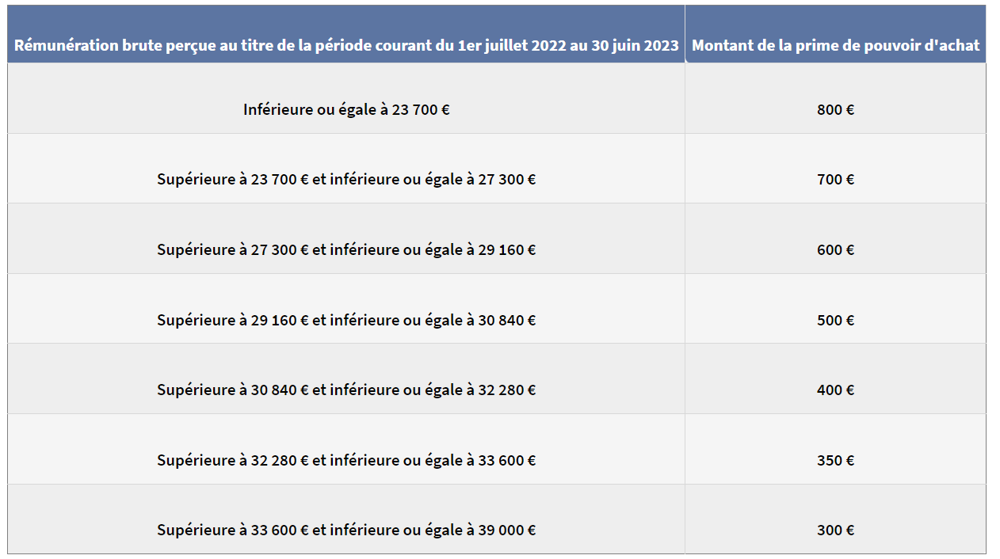 Rémunération brute perçue au titre de la période courant du 1er juillet 2022 au 30 juin 2023 Montant de la prime de pouvoir d'achat
Inférieure ou égale à 23 700 € 800 €
Supérieure à 23 700 € et inférieure ou égale à 27 300 € 700 €
Supérieure à 27 300 € et inférieure ou égale à 29 160 € 600 €
Supérieure à 29 160 € et inférieure ou égale à 30 840 € 500 €
Supérieure à 30 840 € et inférieure ou égale à 32 280 € 400 €
Supérieure à 32 280 € et inférieure ou égale à 33 600 € 350 €
Supérieure à 33 600 € et inférieure ou égale à 39 000 € 300 €